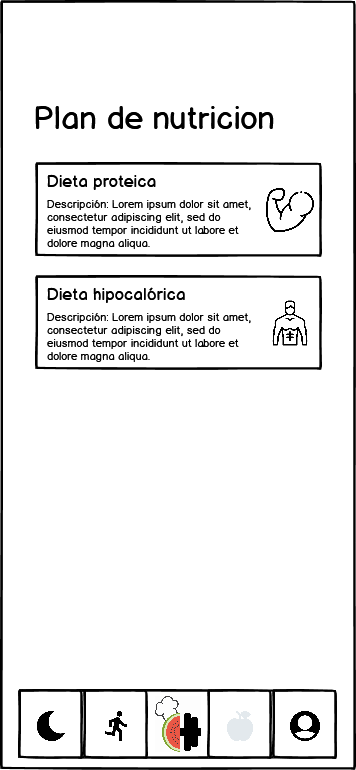 Plan de nutricion
Dieta proteica
Descripción: Lorem ipsum dolor sit amet,
consectetur adipiscing elit, sed do
eiusmod tempor incididunt ut labore et
dolore magna aliqua.
Dieta hipocalórica
Descripción: Lorem ipsum dolor sit amet,
consectetur adipiscing elit, sed do
eiusmod tempor incididunt ut labore et
dolore magna aliqua.